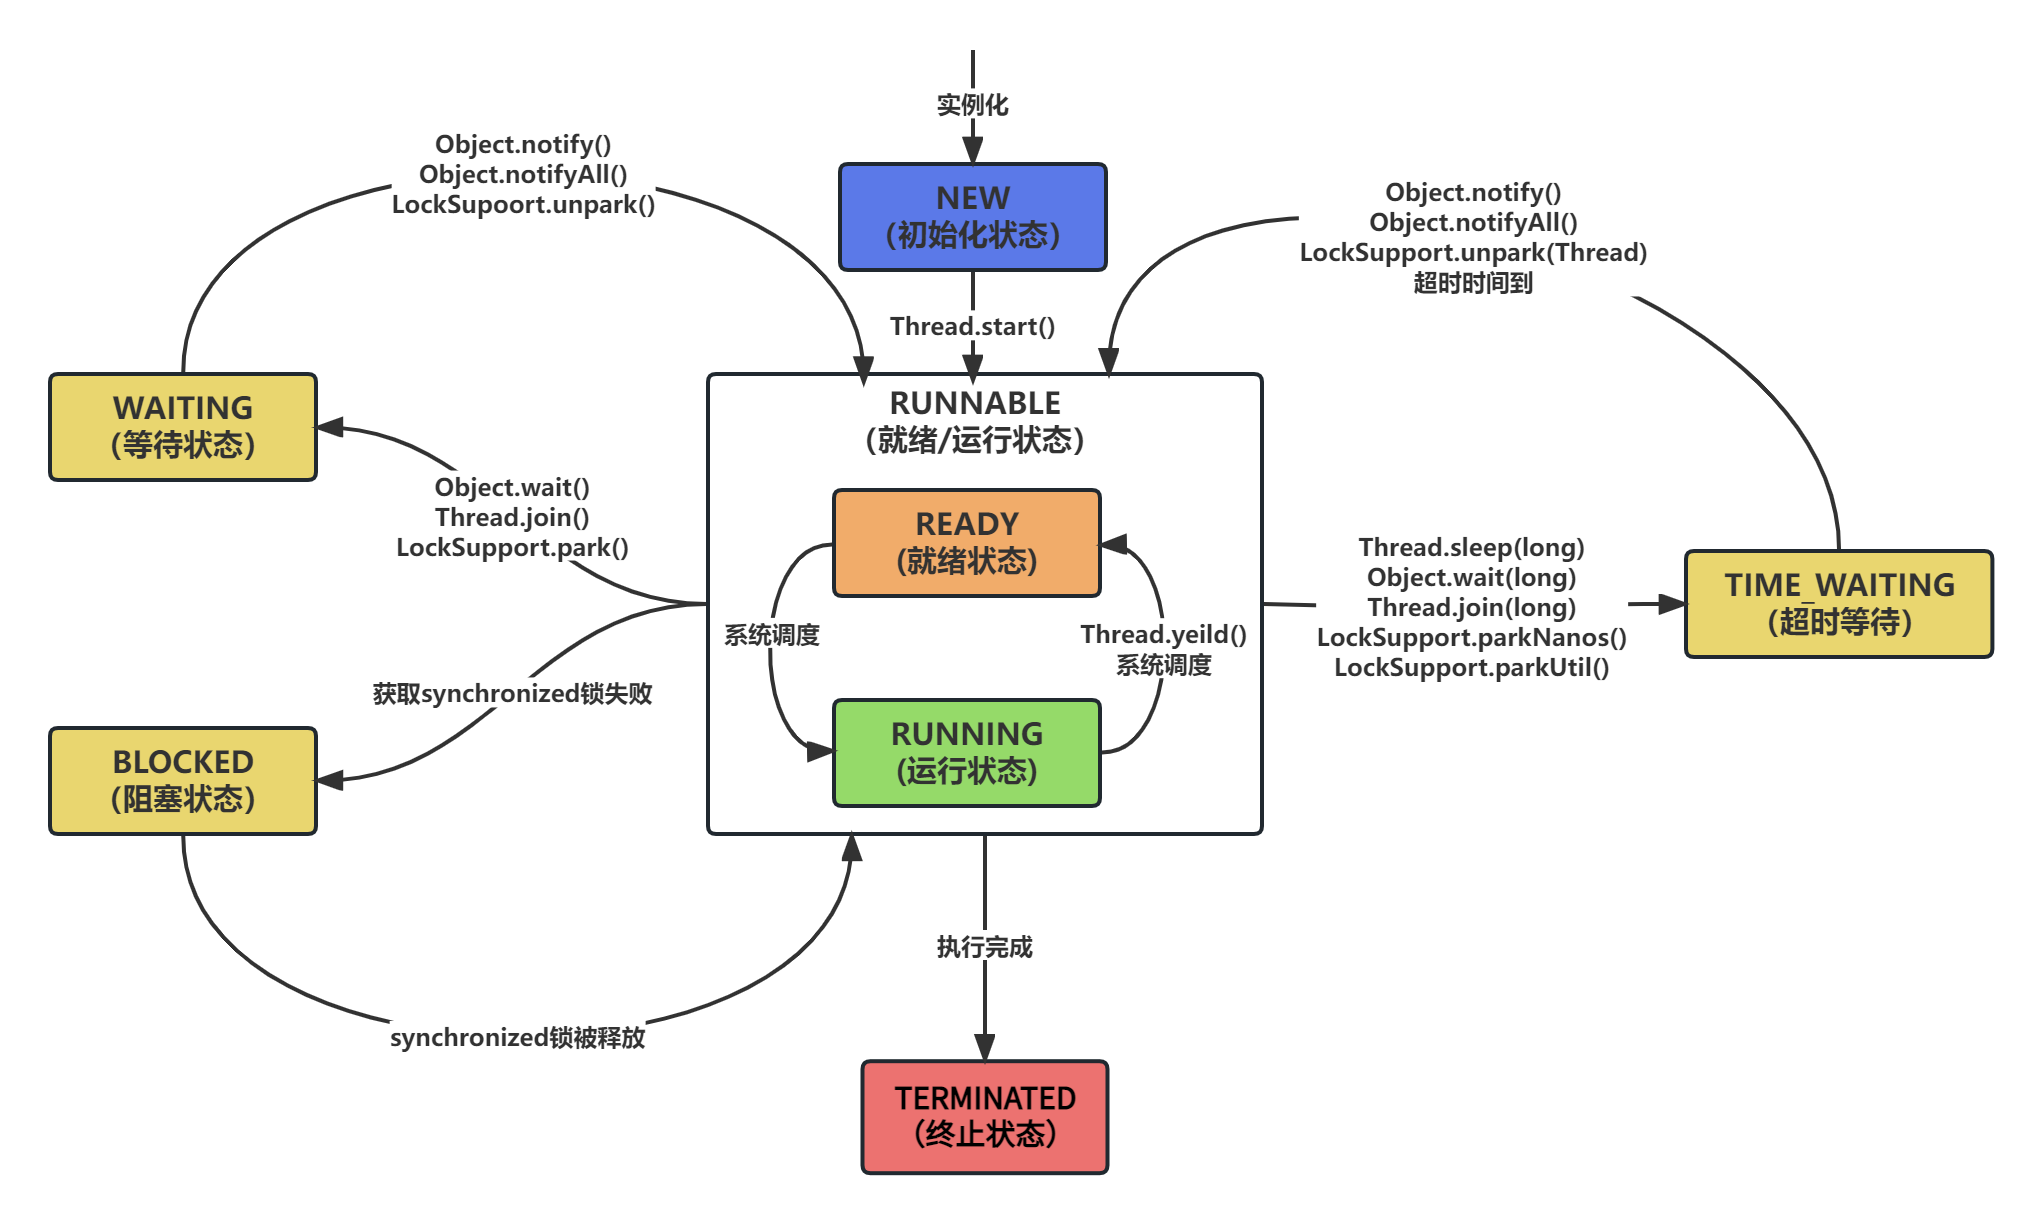 实例化
NEW
（初始化状态）
Thread.start()
Object.notify()
Object.notifyAll()
LockSupoort.unpark()
Object.notify()
Object.notifyAll()
LockSupport.unpark(Thread)
超时时间到
WAITING
（等待状态）
Object.wait()
Thread.join()
LockSupport.park()
RUNNABLE
（就绪/运行状态）
READY
(就绪状态)
系统调度
Thread.yeild()
系统调度
RUNNING
(运行状态)
Thread.sleep(long)
Object.wait(long)
Thread.join(long)
LockSupport.parkNanos()
LockSupport.parkUtil()
TIME_WAITING
（超时等待）
获取synchronized锁失败
BLOCKED
（阻塞状态）
synchronized锁被释放
执行完成
TERMINATED
（终止状态）